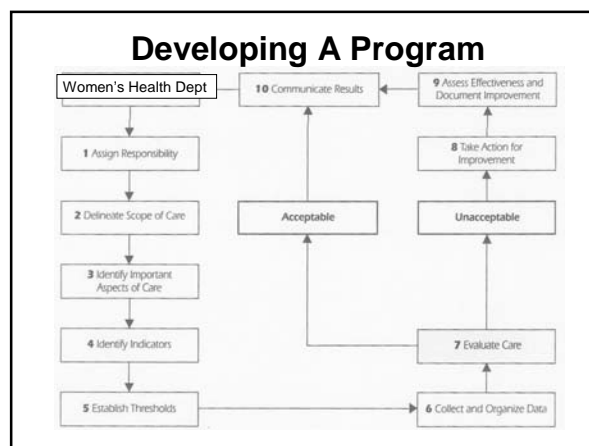 Developing A Program
Women's Health Dept
10 Communicate Results
9 Assess Effectiveness and
Document Improvement
1 Assign Responsibility
8 Take Action for
Improvement
2 Delineate Scope of Care
Acceptable
Unacceptable
3 Identify Important
Aspects of Care
4 Identify Indicators
7 Evaluate Care
5 Establish Thresholds
6 Collect and Organize Data